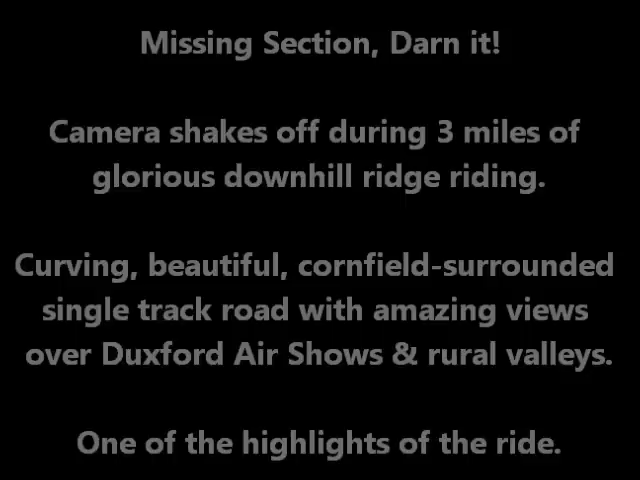 Missing Section, Darn it!
Camera shakes off during 3 miles of
glorious downhill ridge riding.
Curving, beautiful, cornfield-surrounded
single track road with amazing views
over Duxford Air Shows & rural valleys.
One of the highlights of the ride.